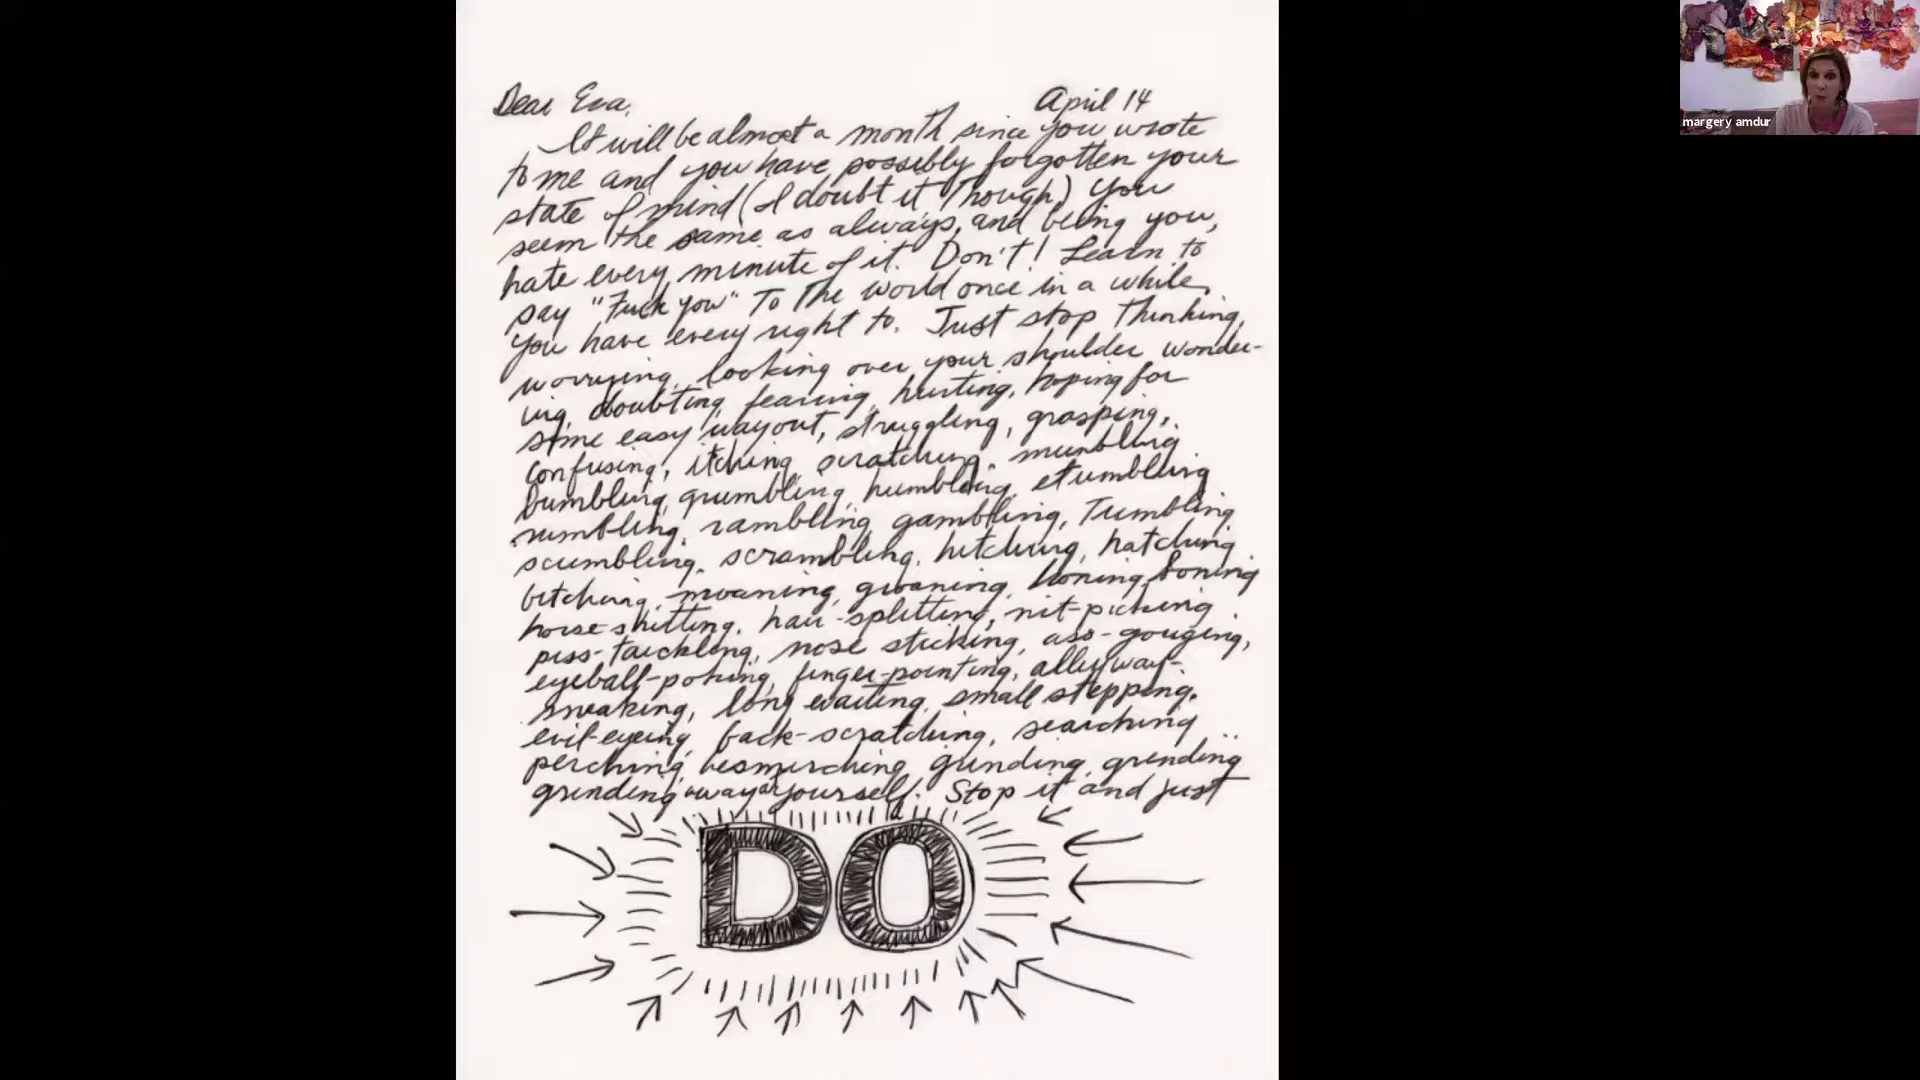 Dear Eva, April 14
It will be almost a month since you wrote
to me and you have possibly forgotten your
state of mind (I doubt it though) You
seem the same as always, and being you,
hate every minute of it. Don't! Learn to
say "Fuck you" To The world once in a while.
You have every right to. Just stop Thinking,
worrying, looking over your shoulder wonder-
ing, doubting, fearing, hurting, hoping for
some easy way out, struggling, grasping,
confusing, itching, scratching, mumbling
bumbling, grumbling, humbling, stumbling
numbling, rambling, gambling, Tumbling
scumbling, scrambling, hitching, hatching
bitching, moaning, groaning, honing, boning
horse-shitting, hair-splitting, nit-picking
piss-trickling, nose sticking, ass-gouging,
eyeball-poking, finger-pointing, alleyway-
sneaking, long waiting, small stepping,
evil-eyeing, back-scratching, searching
perching, besmirching, grinding, grinding
grinding away at yourself. Stop it and just
DO
margery amdur